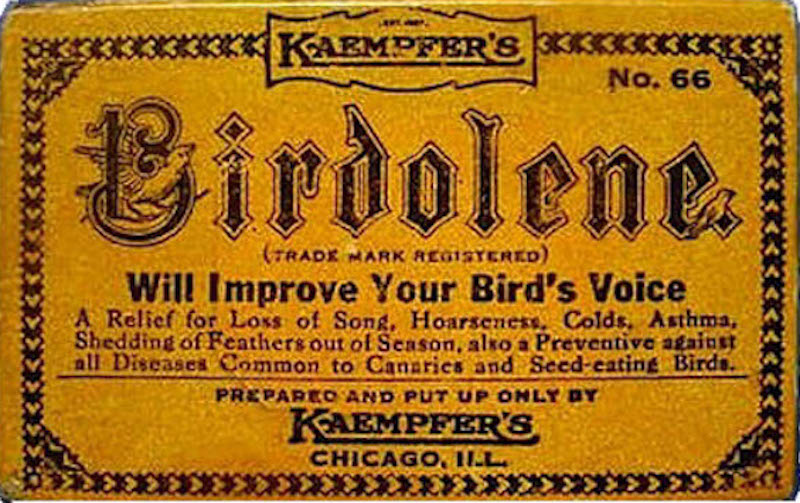 KAEMPFER'S
No. 66
Birdolene.
(TRADE MARK REGISTERED)
Will Improve Your Bird's Voice
A Relief for Loss of Song, Hoarseness, Colds, Asthma,
Shedding of Feathers out of Season, also a Preventive against
all Diseases Common to Canaries and Seed-eating Birds.
PREPARED AND PUT UP ONLY BY
KAEMPFER'S
CHICAGO, ILL.